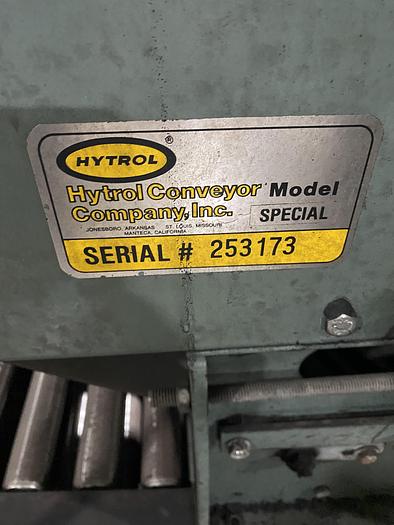 HYTROL
®
Hytrol Conveyor Model
Company, Inc. SPECIAL
JONESBORO, ARKANSAS ST. LOUIS, MISSOURI
MANTECA, CALIFORNIA
SERIAL # 253173